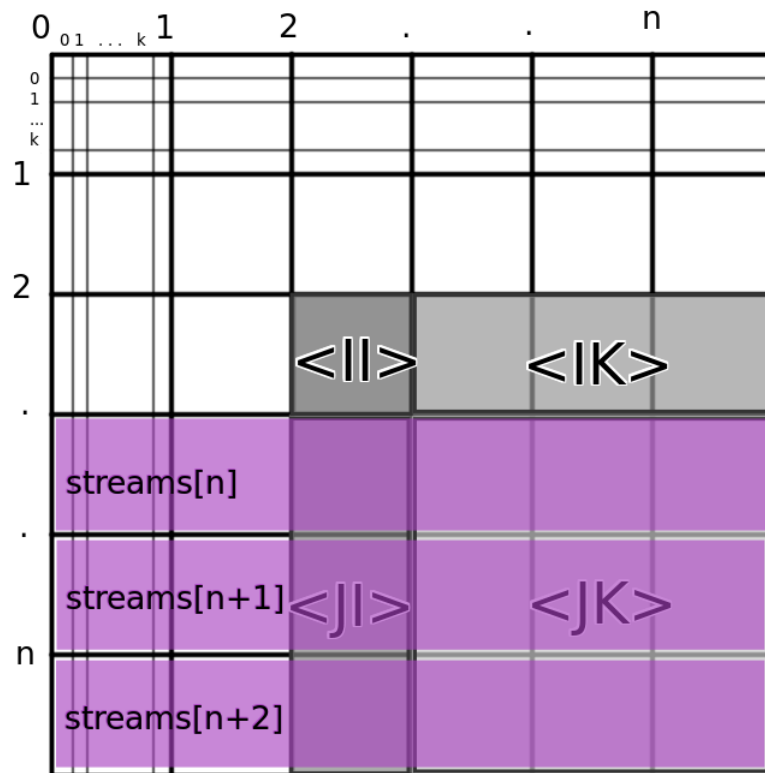 0 1 2 . . n
0 1 ... k
0
1
...
k
1
2
<II> <IK>
.
streams[n]
.
streams[n+1] <JI> <JK>
n
streams[n+2]